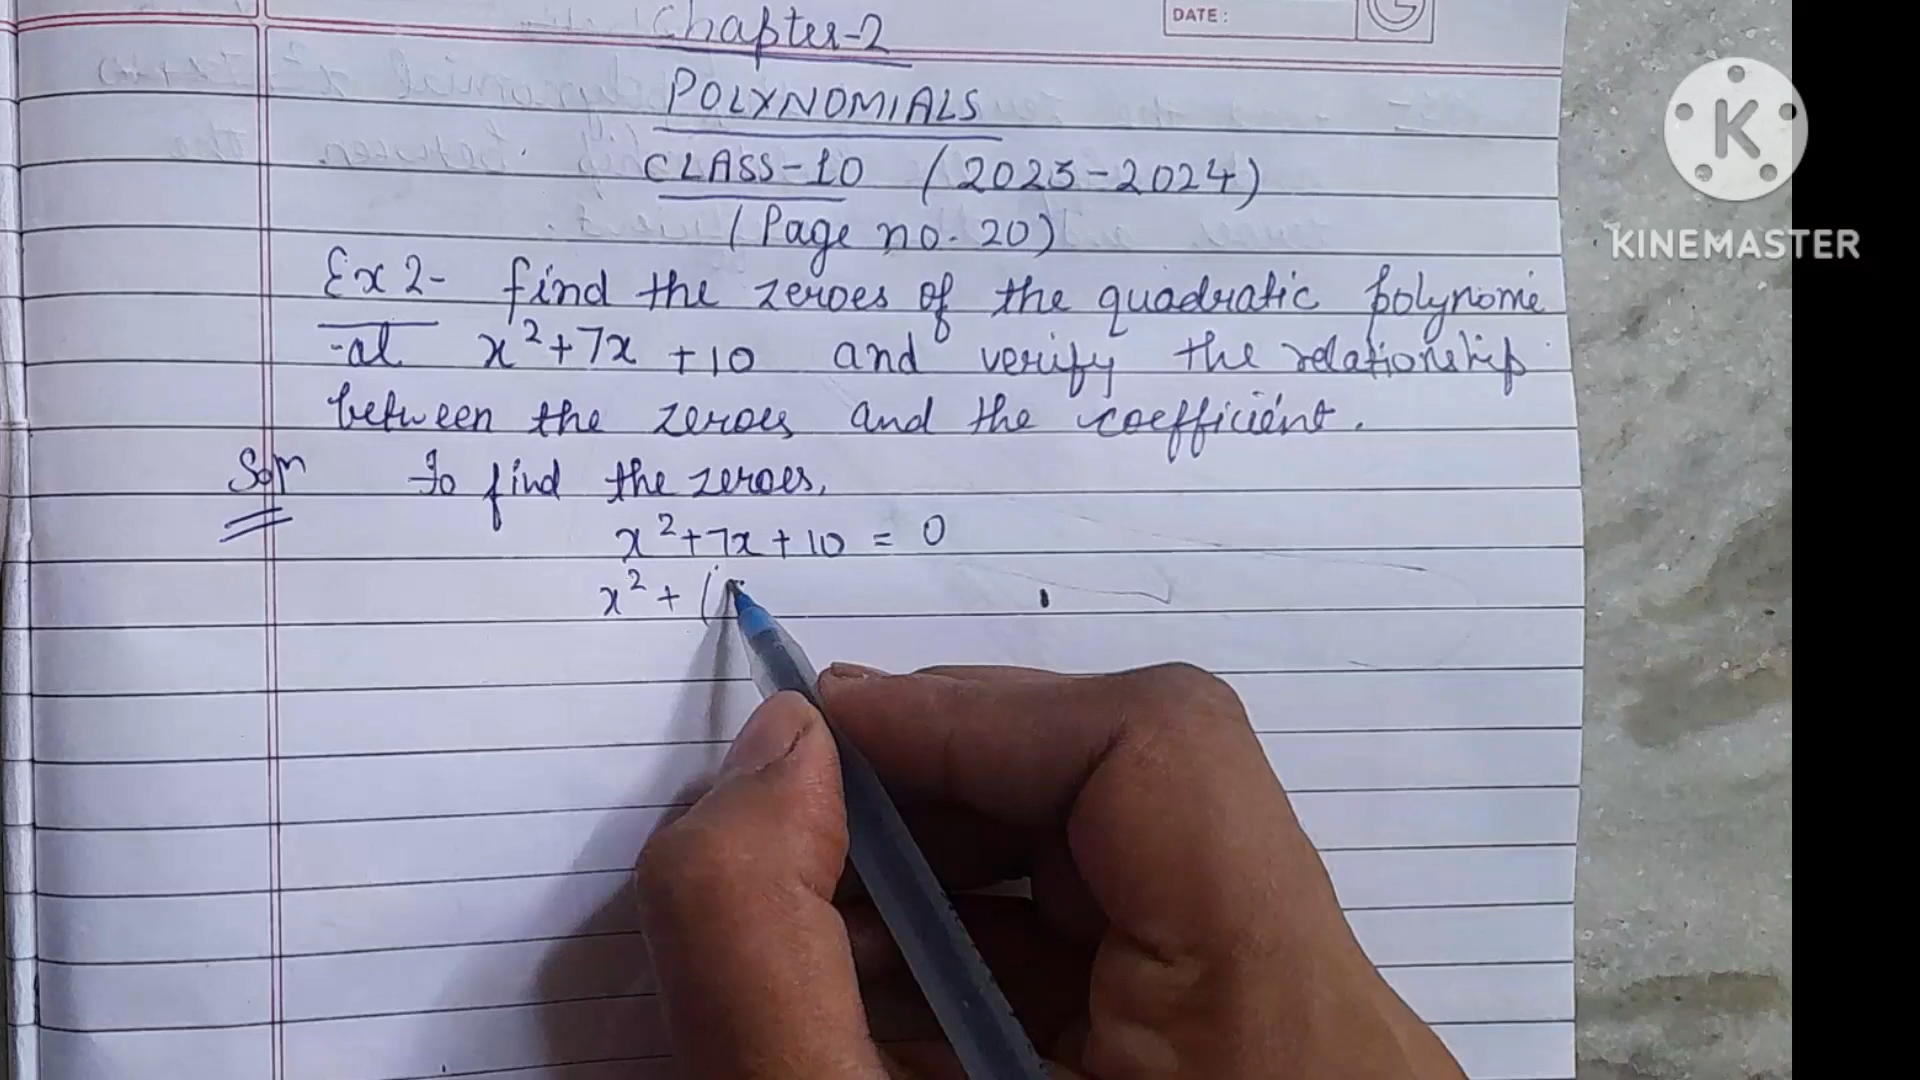 Chapter-2
DATE :
POLYNOMIALS
CLASS-10 (2023-2024)
(Page no. 20)
Ex 2- find the zeroes of the quadratic polynomi
-al x²+7x+10 and verify the relationship
between the zeroes and the coefficient.
Soln To find the zeroes,
x²+7x+10 = 0
x²+(
K
KINEMASTER